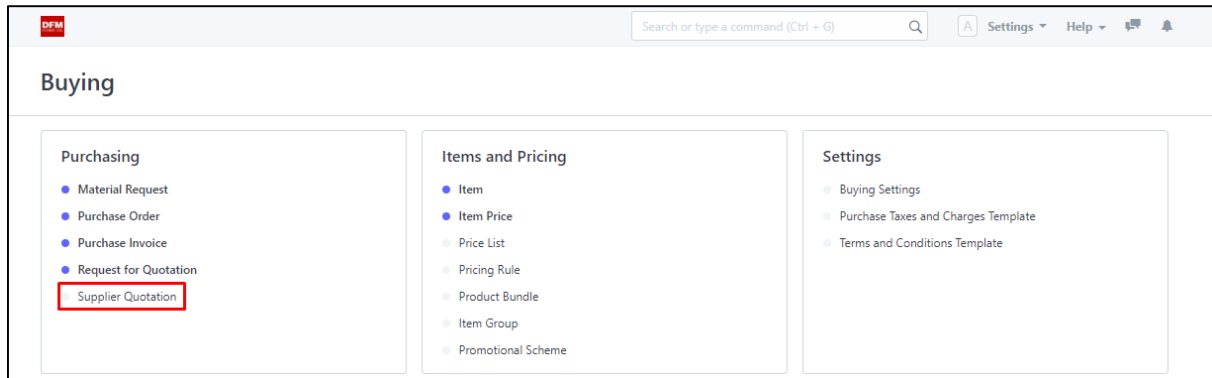 DFM
Search or type a command (Ctrl + G)
A
Settings
Help
Buying
Purchasing
Material Request
Purchase Order
Purchase Invoice
Request for Quotation
Supplier Quotation
Items and Pricing
Item
Item Price
Price List
Pricing Rule
Product Bundle
Item Group
Promotional Scheme
Settings
Buying Settings
Purchase Taxes and Charges Template
Terms and Conditions Template